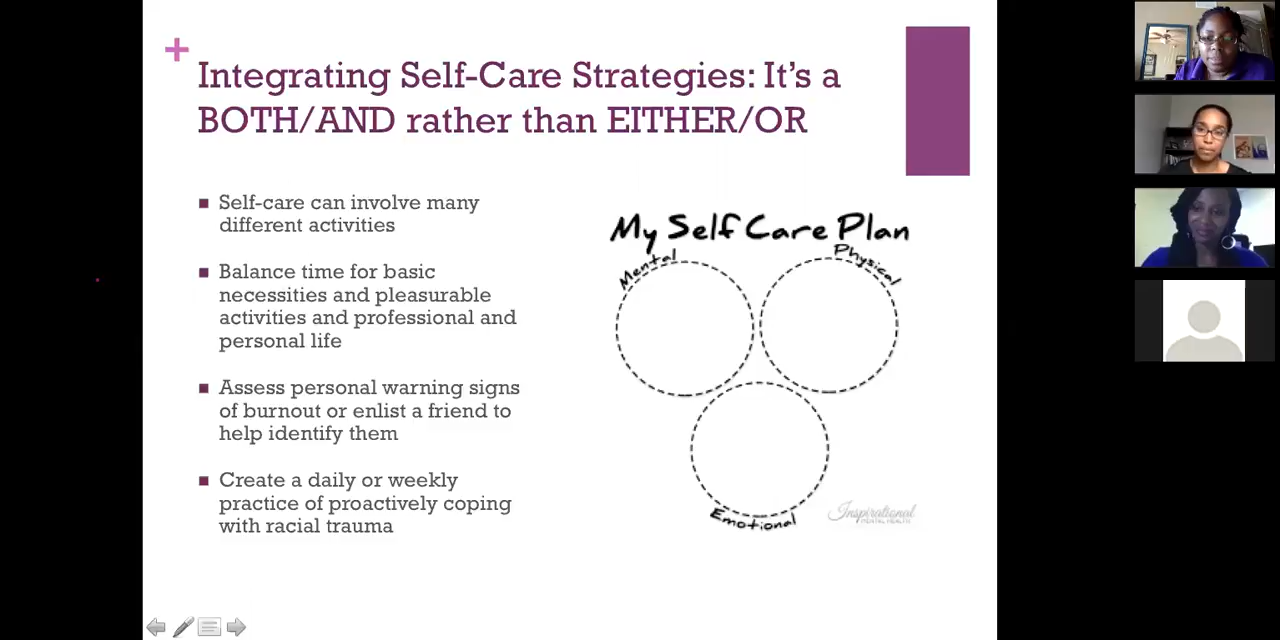 +
Integrating Self-Care Strategies: It’s a
BOTH/AND rather than EITHER/OR
Self-care can involve many
different activities
Balance time for basic
necessities and pleasurable
activities and professional and
personal life
Assess personal warning signs
of burnout or enlist a friend to
help identify them
Create a daily or weekly
practice of proactively coping
with racial trauma
My Self Care Plan
Mental
Physical
Emotional
Inspirational
MENTAL HEALTH